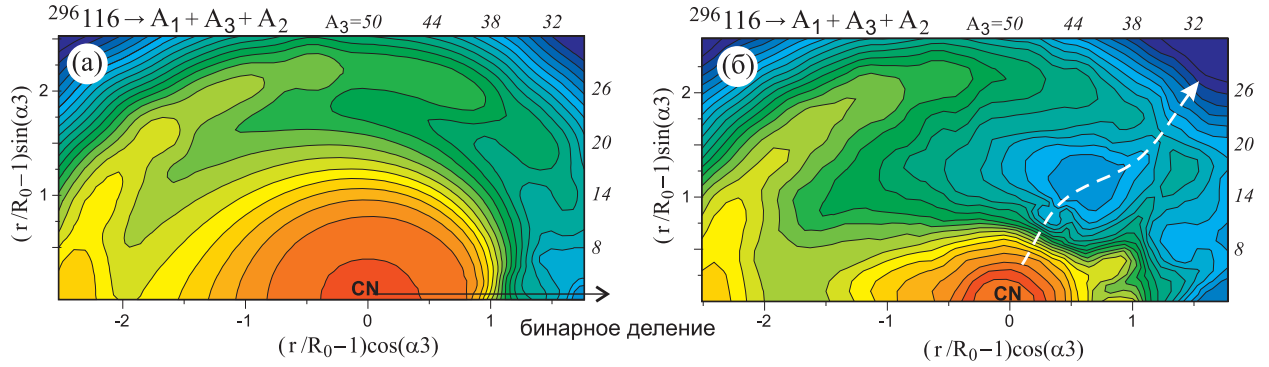 ²⁹⁶116 → A₁ + A₃ + A₂ A₃=50 44 38 32
(а)
(r/R₀−1)sin(α3)
2
1
26
20
14
8
CN
-2 -1 0 1
(r/R₀−1)cos(α3)
бинарное деление
²⁹⁶116 → A₁ + A₃ + A₂ A₃=50 44 38 32
(б)
(r/R₀−1)sin(α3)
2
1
26
20
14
8
CN
-2 -1 0 1
(r/R₀−1)cos(α3)